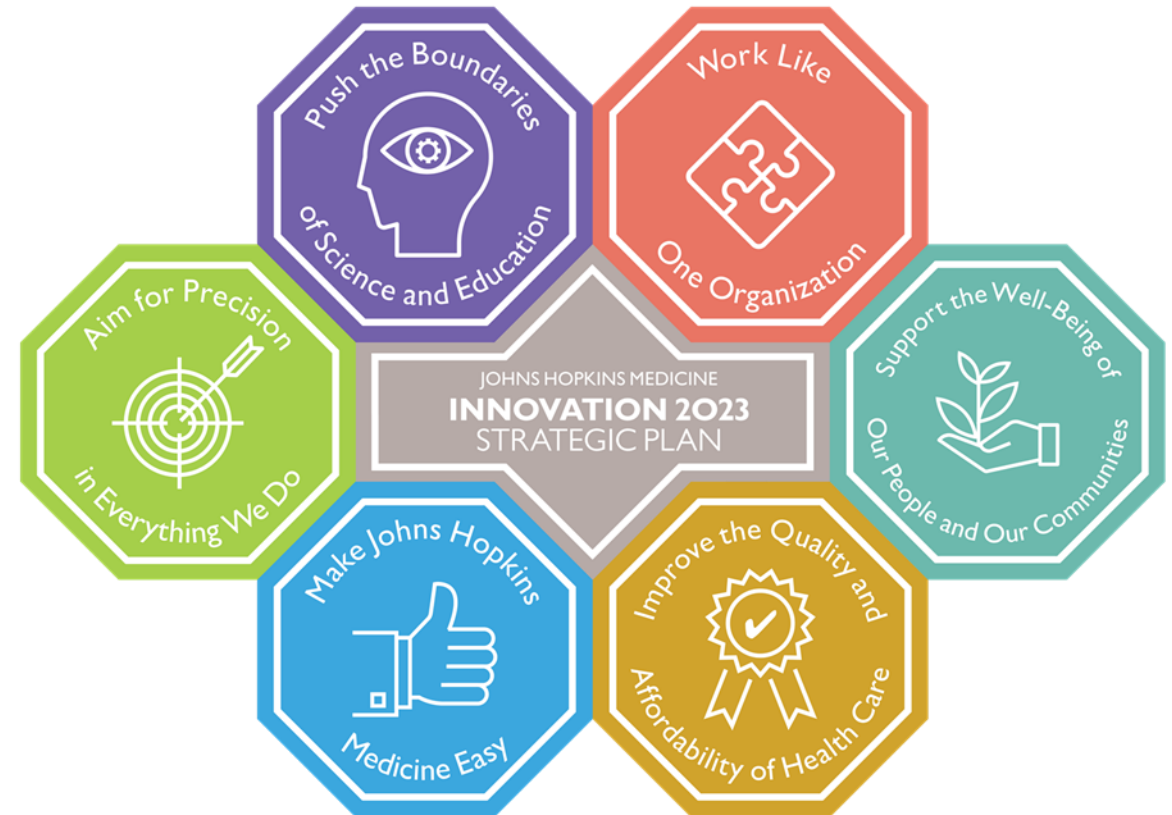 Push the Boundaries
of Science and Education
Work Like
One Organization
Aim for Precision
in Everything We Do
JOHNS HOPKINS MEDICINE
INNOVATION 2023
STRATEGIC PLAN
Support the Well-Being of
Our People and Our Communities
Make Johns Hopkins
Medicine Easy
Improve the Quality and
Affordability of Health Care